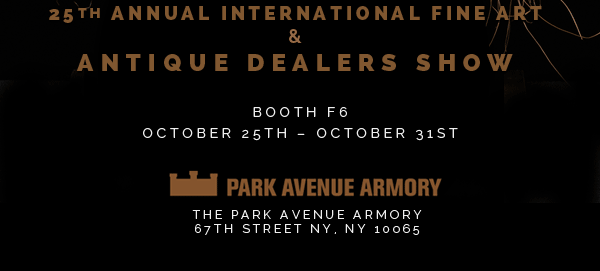 25TH ANNUAL INTERNATIONAL FINE ART
&
ANTIQUE DEALERS SHOW
BOOTH F6
OCTOBER 25TH – OCTOBER 31ST
PARK AVENUE ARMORY
THE PARK AVENUE ARMORY
67TH STREET NY, NY 10065